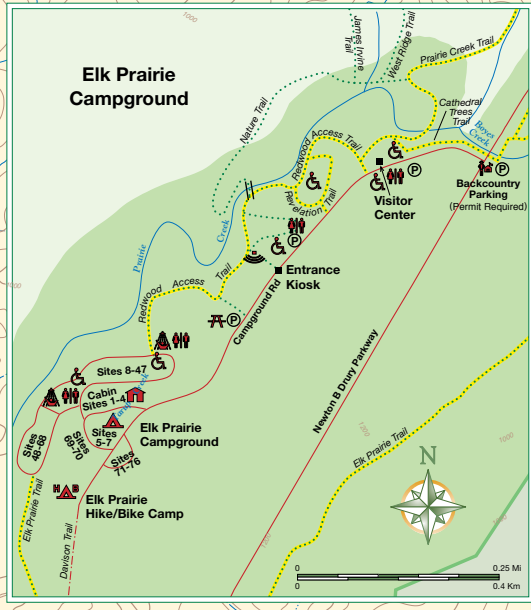 Elk Prairie
Campground
James Irvine
Trail
West Ridge Trail
Prairie Creek Trail
Nature Trail
Cathedral
Trees
Trail
Boyes
Creek
Redwood
Access Trail
Revelation Trail
P
Visitor
Center
P
Backcountry
Parking
(Permit Required)
P
Prairie
Creek
Entrance
Kiosk
Redwood
Access
Trail
P
Campground Rd
Newton B Drury Parkway
Sites 8-47
Cabin
Sites 1-4
Creek
Sites
5-7
Elk Prairie
Campground
Sites
48-68
Sites
69-70
Sites
71-76
Elk Prairie Trail
H B
Elk Prairie
Hike/Bike Camp
Davison Trail
Elk Prairie Trail
1000
1200
1000
N
0
0.25 Mi
0
0.4 Km